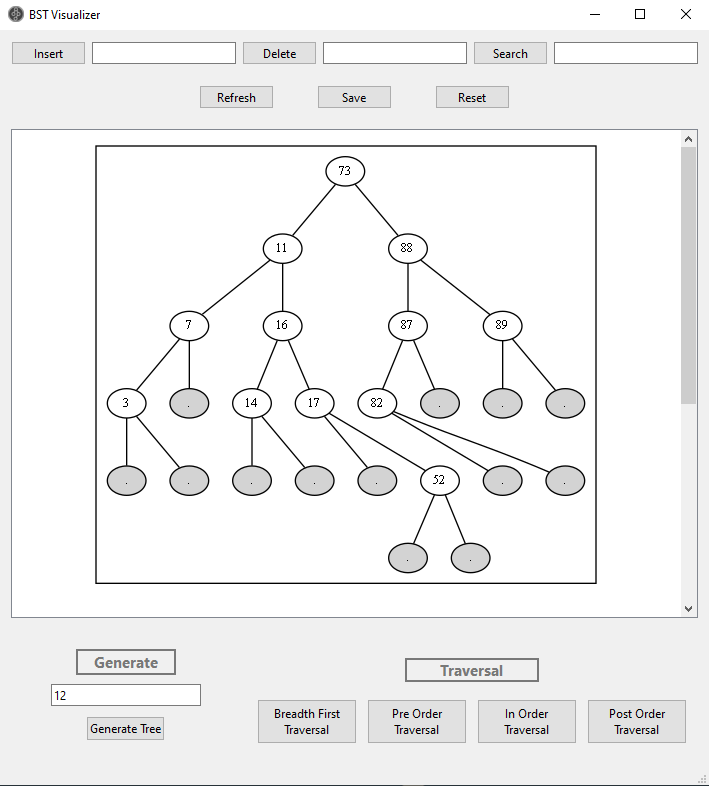 BST Visualizer
Insert Delete Search
Refresh Save Reset
73
11 88
7 16 87 89
3 . 14 17 82 . . .
. . . . . 52 . .
. .
Generate
Traversal
12
Breadth First Traversal
Pre Order Traversal
In Order Traversal
Post Order Traversal
Generate Tree